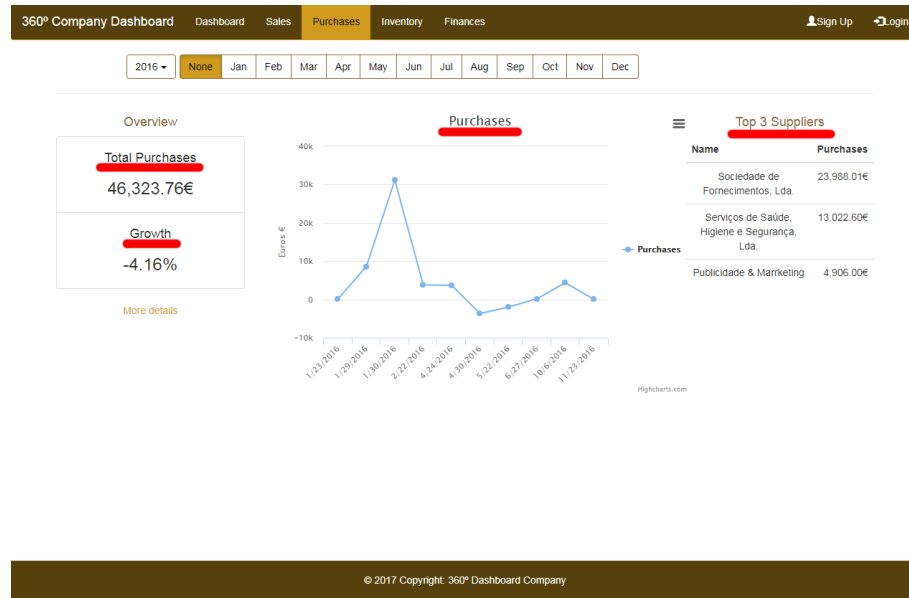 360º Company Dashboard Dashboard Sales Purchases Inventory Finances Sign Up Login
2016 None Jan Feb Mar Apr May Jun Jul Aug Sep Oct Nov Dec
Overview
Total Purchases
46,323.76€
Growth
-4.16%
More details
Purchases
40k
30k
20k
10k
0
-10k
Euros €
1/23/2016
1/29/2016
1/30/2016
2/22/2016
4/24/2016
4/30/2016
5/22/2016
6/27/2016
10/6/2016
11/23/2016
Purchases
Highcharts.com
Top 3 Suppliers
Name Purchases
Sociedade de 23,988.01€
Fornecimentos, Lda.
Serviços de Saúde, 13,022.60€
Higiene e Segurança,
Lda.
Publicidade & Marrketing 4,906.00€
© 2017 Copyright: 360º Dashboard Company